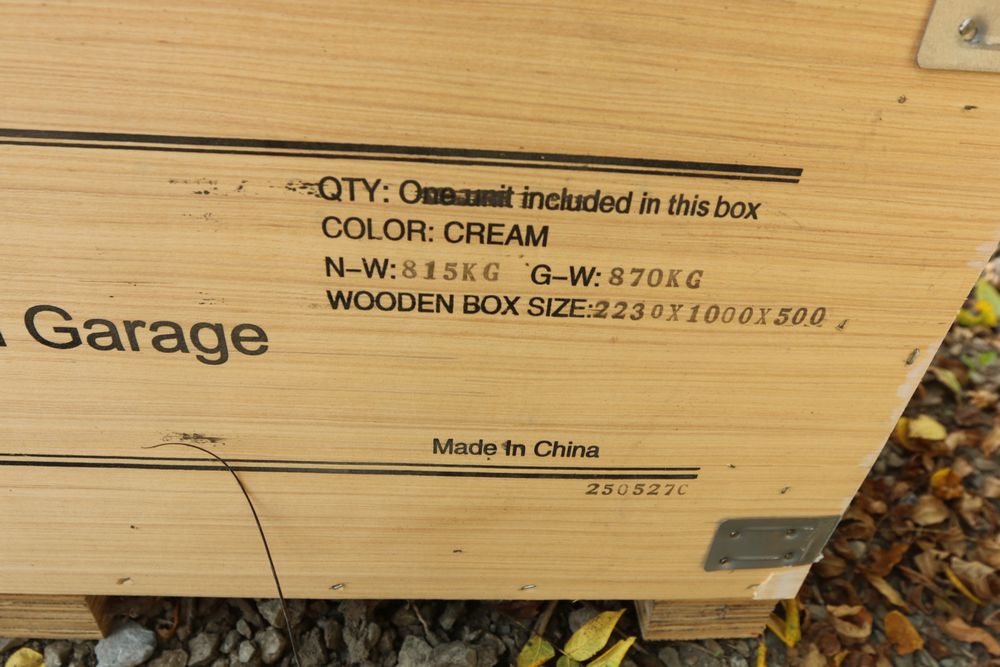 QTY: One unit included in this box
COLOR: CREAM
N-W: 815KG G-W: 870KG
WOODEN BOX SIZE:2230X1000X500
Garage
Made In China
250527C